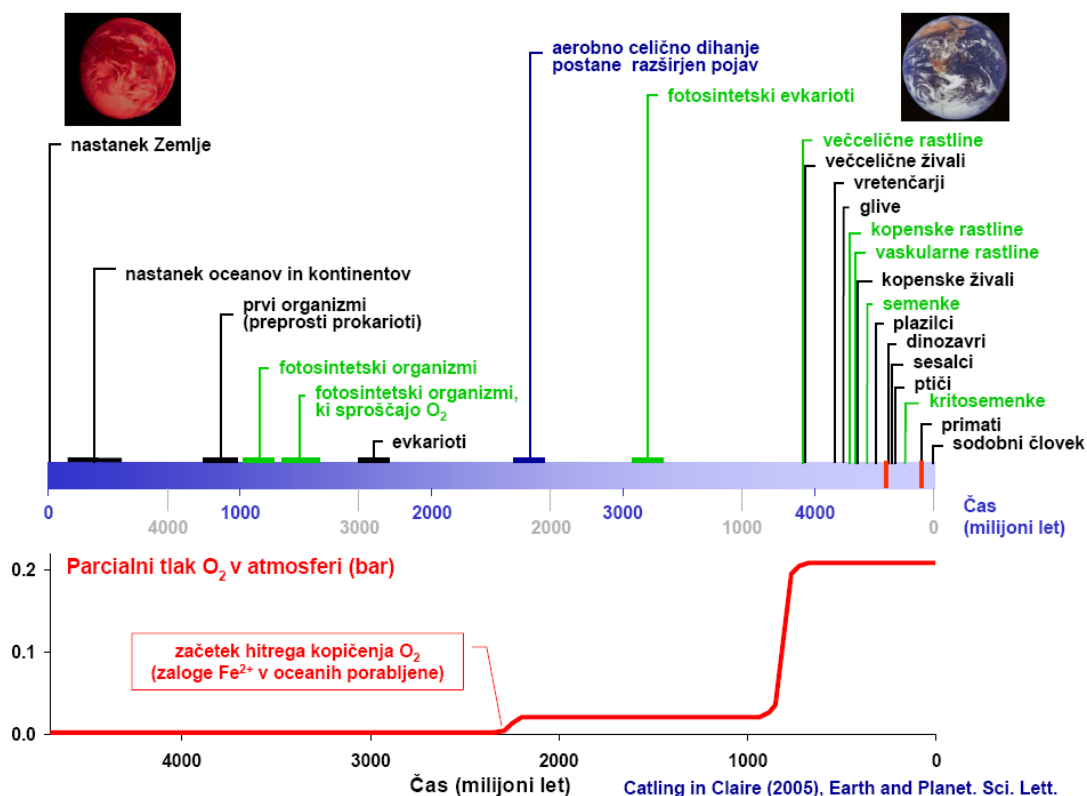 aerobno celično dihanje
postane razširjen pojav
fotosintetski evkarioti
nastanek Zemlje
večcelične rastline
večcelične živali
vretenčarji
glive
kopenske rastline
vaskularne rastline
nastanek oceanov in kontinentov
kopenske živali
prvi organizmi
(preprosti prokarioti)
semenke
plazilci
dinozavri
fotosintetski organizmi
sesalci
ptiči
fotosintetski organizmi,
ki sproščajo O₂
kritosemenke
evkarioti
primati
sodobni človek
0 1000 2000 3000 4000 Čas
4000 3000 2000 1000 0 (milijoni let)
Parcialni tlak O₂ v atmosferi (bar)
0.2
0.1
0.0
začetek hitrega kopičenja O₂
(zaloge Fe²⁺ v oceanih porabljene)
4000 3000 2000 1000 0
Čas (milijoni let)
Catling in Claire (2005), Earth and Planet. Sci. Lett.